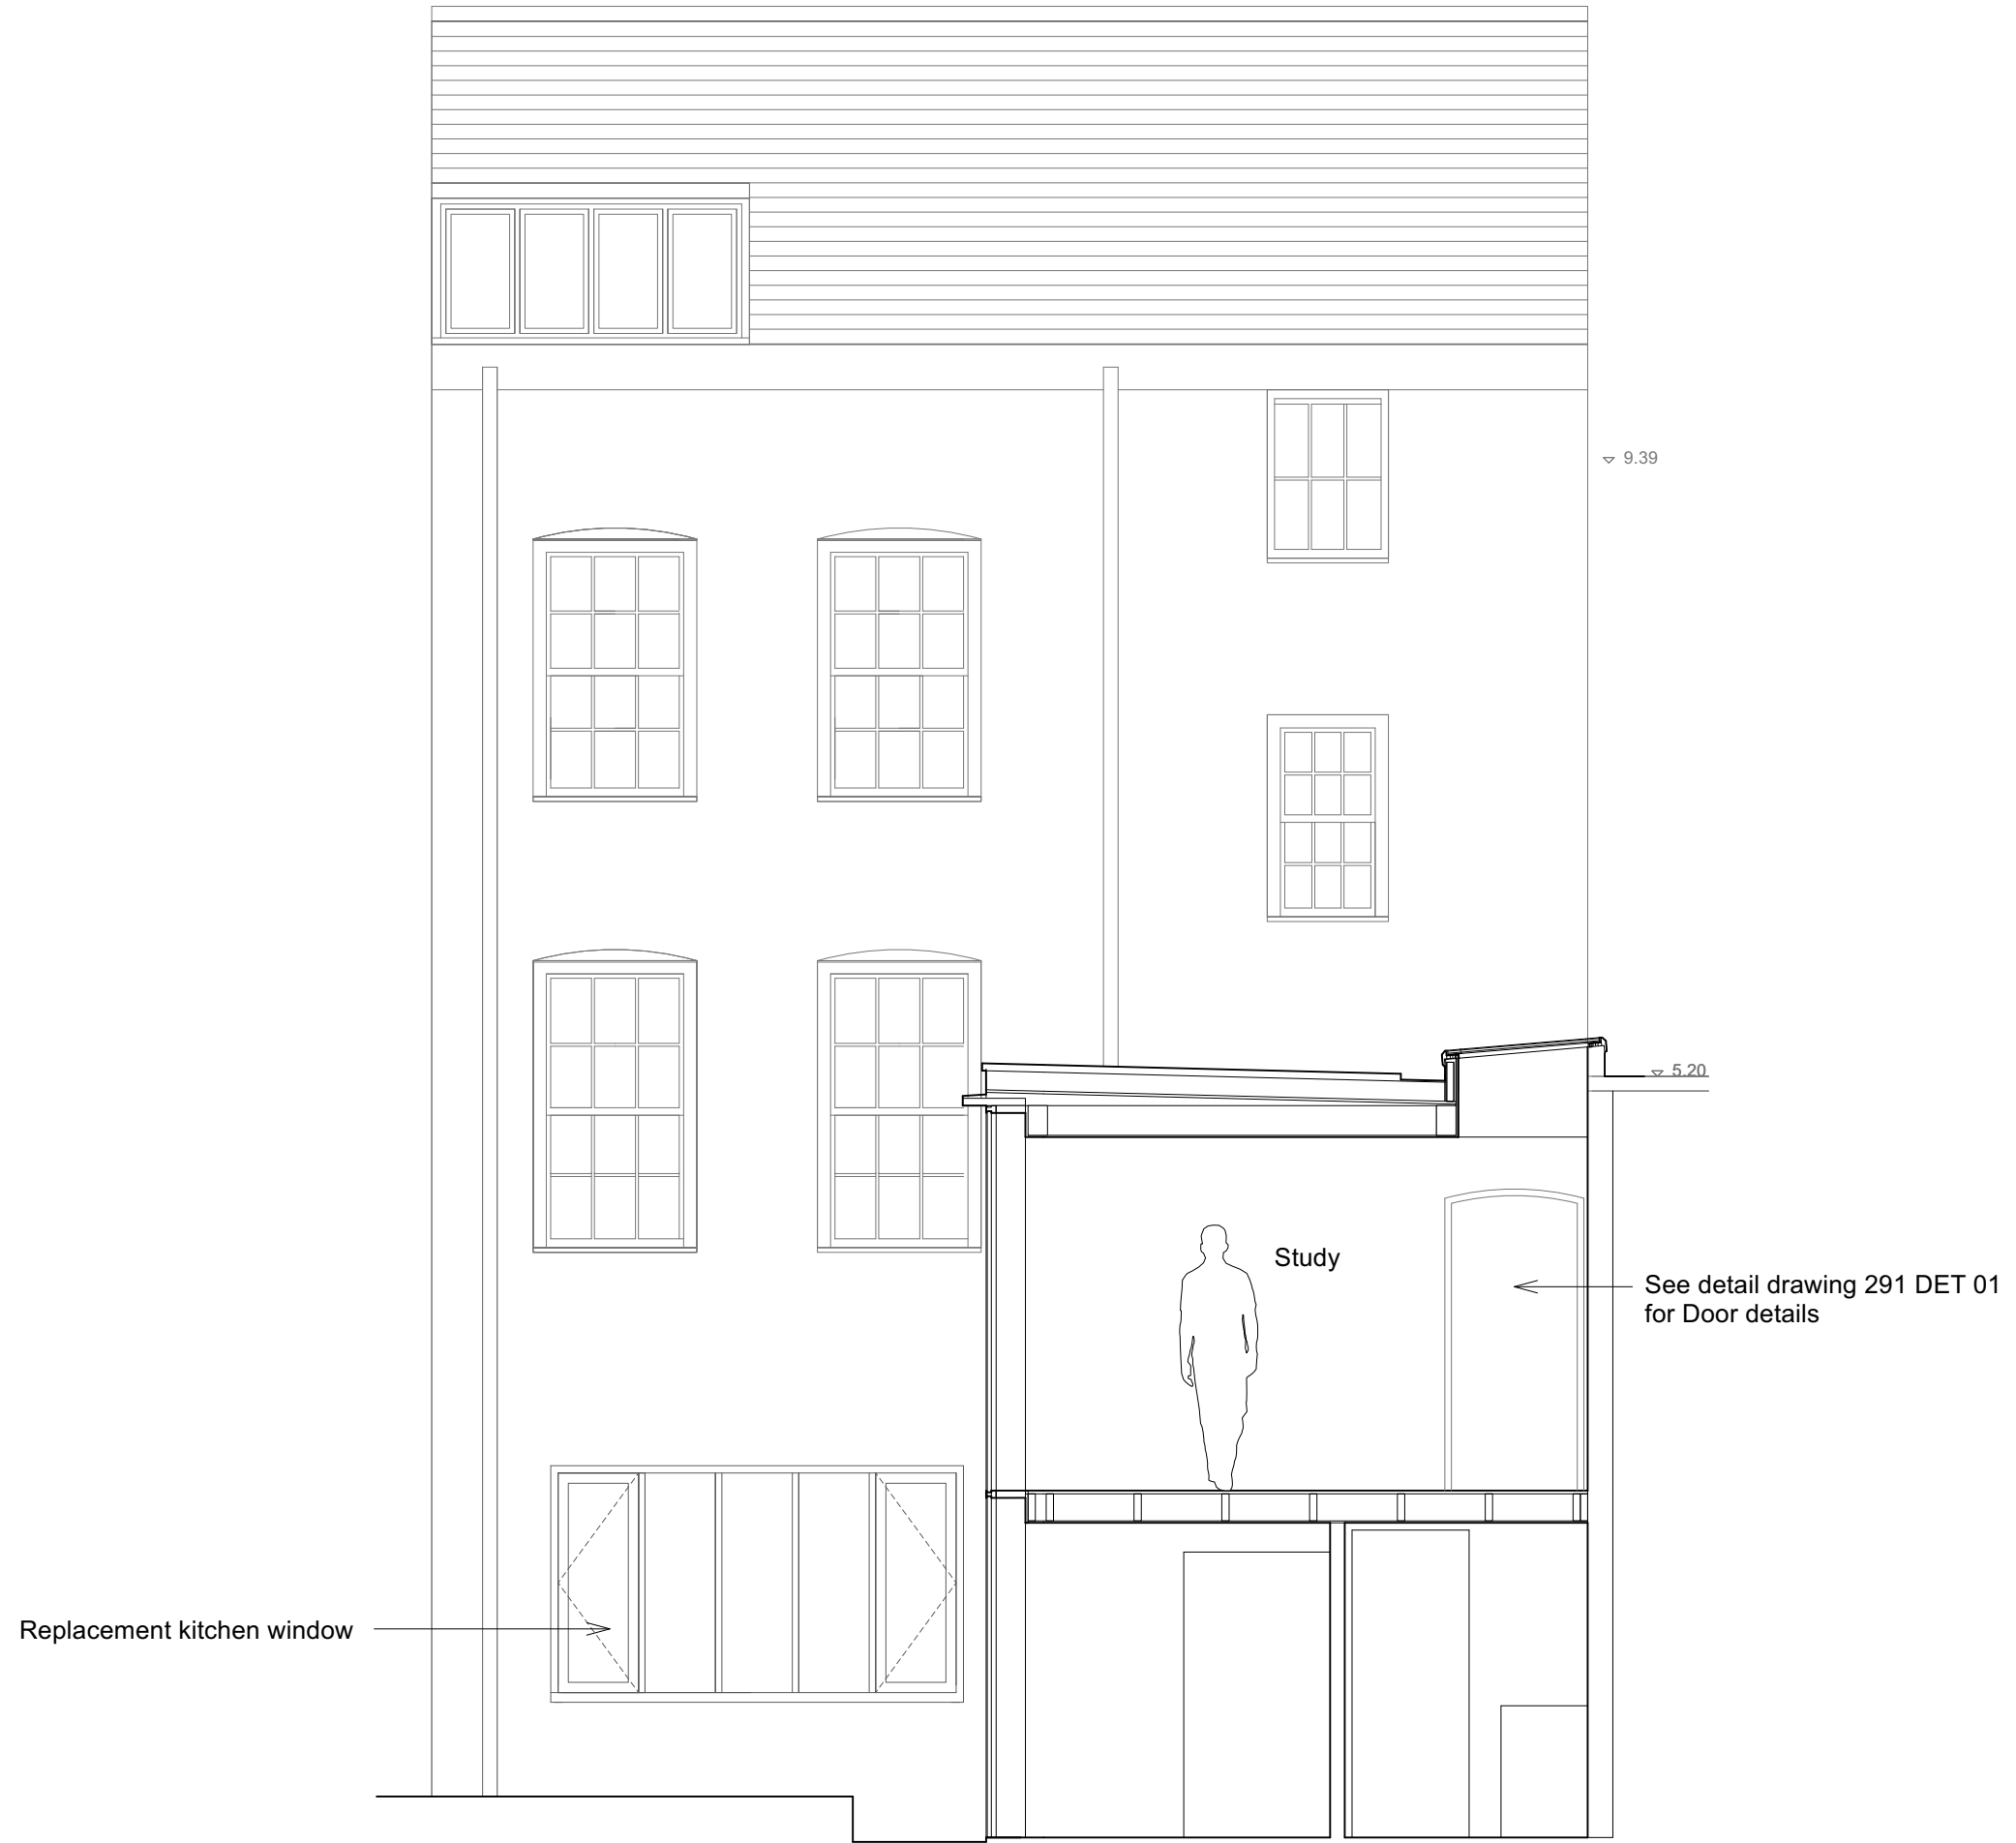 9.39
5.20
Study
See detail drawing 291 DET 01
for Door details
Replacement kitchen window